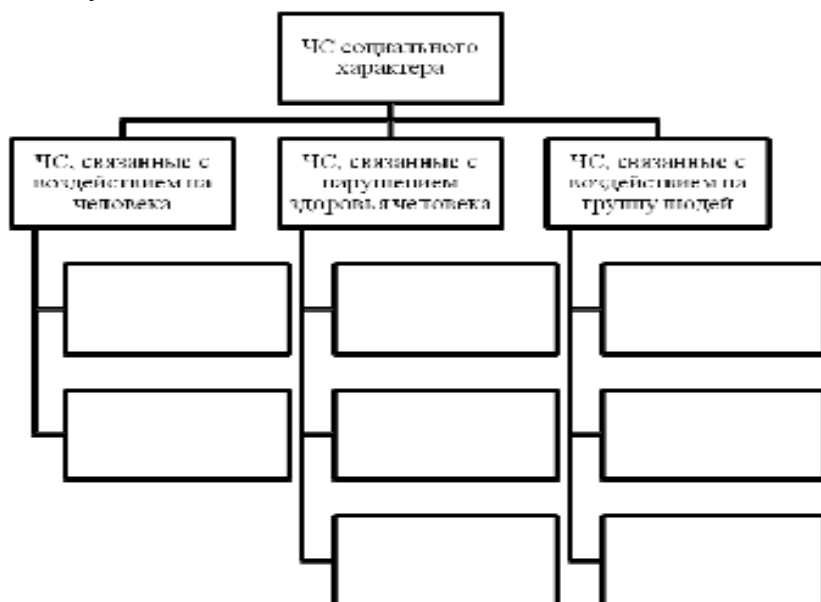 ЧС социального
характера
ЧС, связанные с
воздействием на
человека
ЧС, связанные с
нарушением
здоровья человека
ЧС, связанные с
воздействием на
группу людей